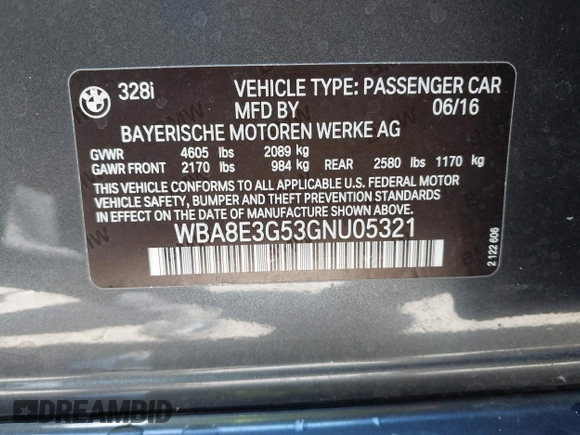 328i VEHICLE TYPE: PASSENGER CAR
MFD BY 06/16
BAYERISCHE MOTOREN WERKE AG
GVWR 4605 lbs 2089 kg
GAWR FRONT 2170 lbs 984 kg REAR 2580 lbs 1170 kg
THIS VEHICLE CONFORMS TO ALL APPLICABLE U.S. FEDERAL MOTOR
VEHICLE SAFETY, BUMPER AND THEFT PREVENTION STANDARDS
IN EFFECT ON THE DATE OF MANUFACTURE SHOWN ABOVE.
WBA8E3G53GNU05321
2 122 606
DREAMBID